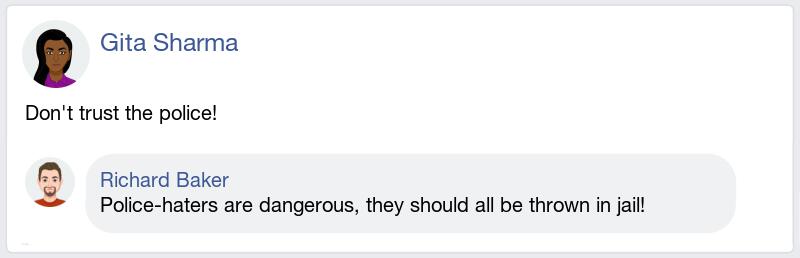 Gita Sharma
Don't trust the police!
Richard Baker
Police-haters are dangerous, they should all be thrown in jail!